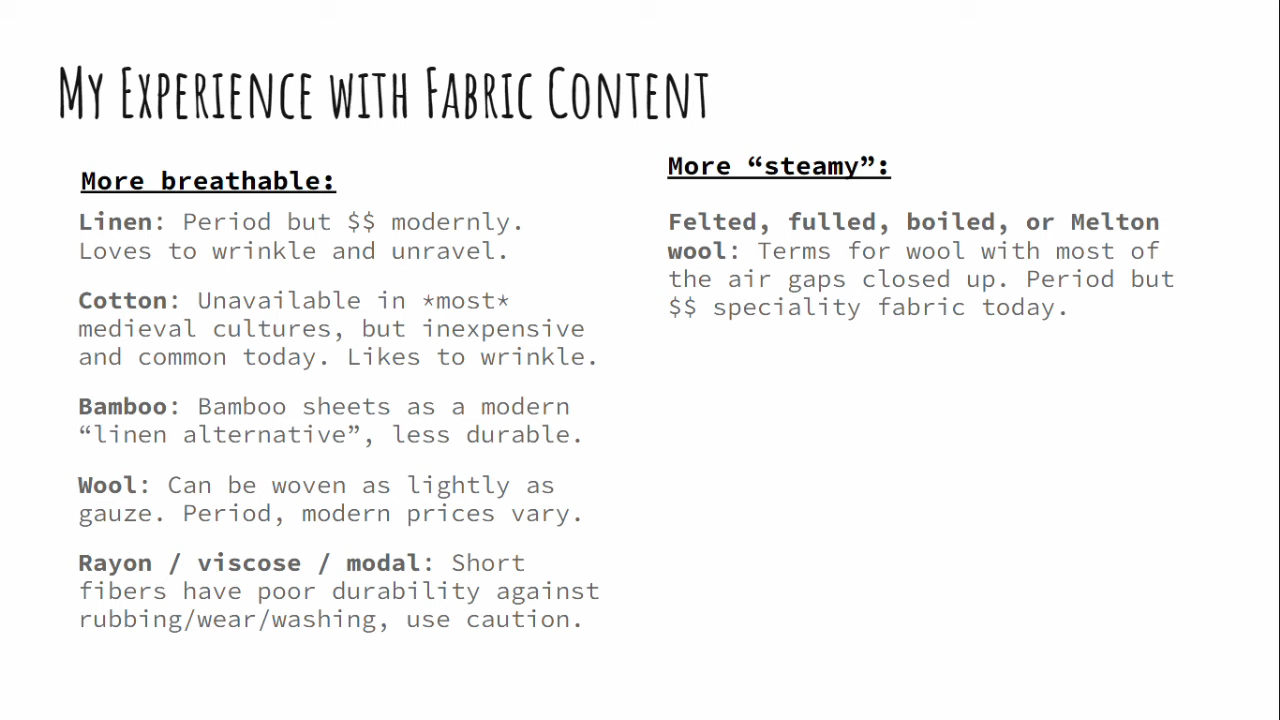 My Experience with Fabric Content
More breathable:
Linen: Period but $$ modernly.
Loves to wrinkle and unravel.
Cotton: Unavailable in *most*
medieval cultures, but inexpensive
and common today. Likes to wrinkle.
Bamboo: Bamboo sheets as a modern
“linen alternative”, less durable.
Wool: Can be woven as lightly as
gauze. Period, modern prices vary.
Rayon / viscose / modal: Short
fibers have poor durability against
rubbing/wear/washing, use caution.
More “steamy”:
Felted, fulled, boiled, or Melton
wool: Terms for wool with most of
the air gaps closed up. Period but
$$ speciality fabric today.